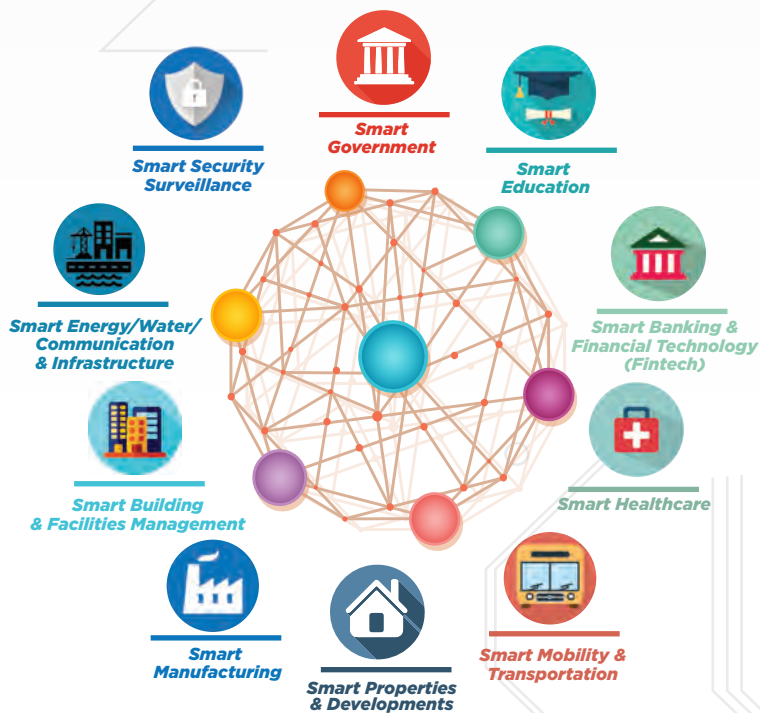 Smart
Government
Smart Security
Surveillance
Smart
Education
Smart Energy/Water/
Communication
& Infrastructure
Smart Banking &
Financial Technology
(Fintech)
Smart Building
& Facilities Management
Smart Healthcare
Smart
Manufacturing
Smart Properties
& Developments
Smart Mobility &
Transportation